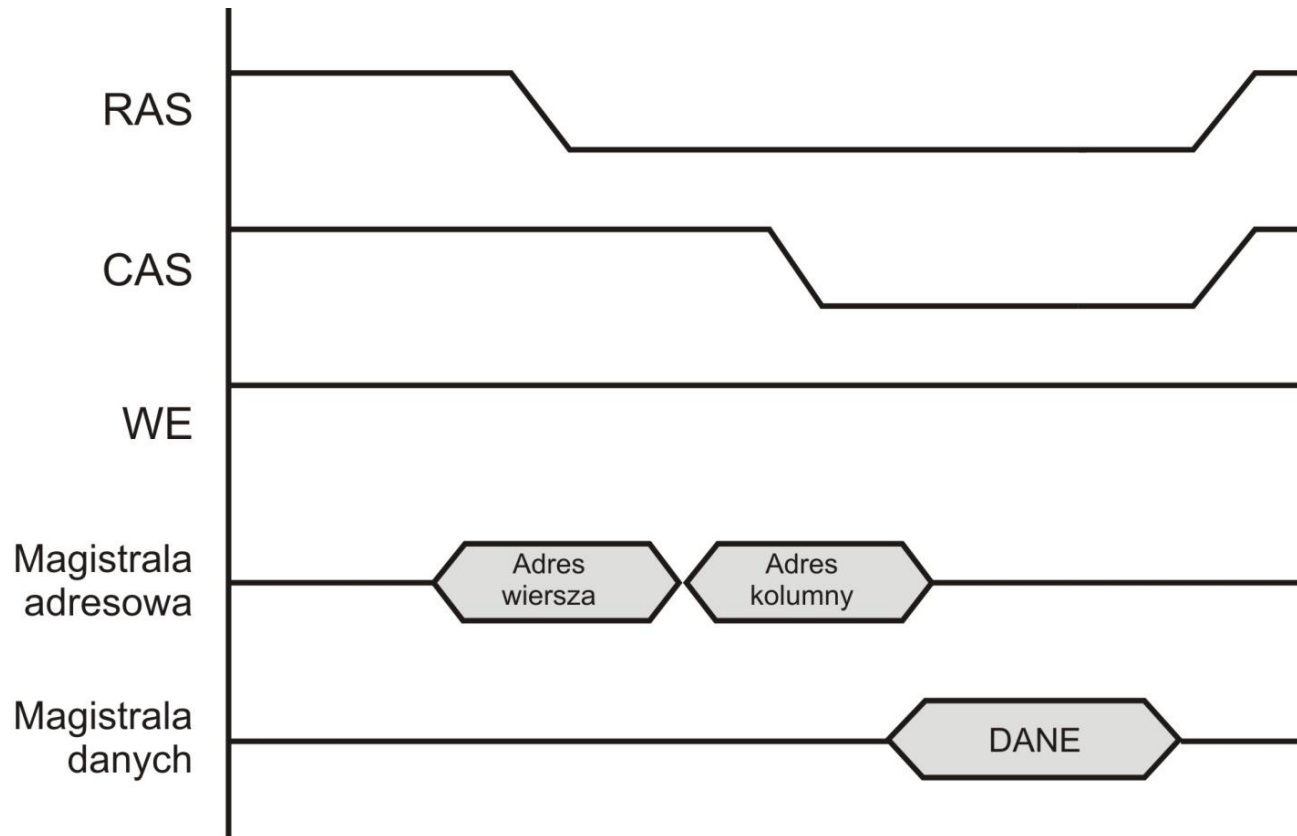 RAS
CAS
WE
Magistrala
adresowa
Adres
wiersza
Adres
kolumny
Magistrala
danych
DANE